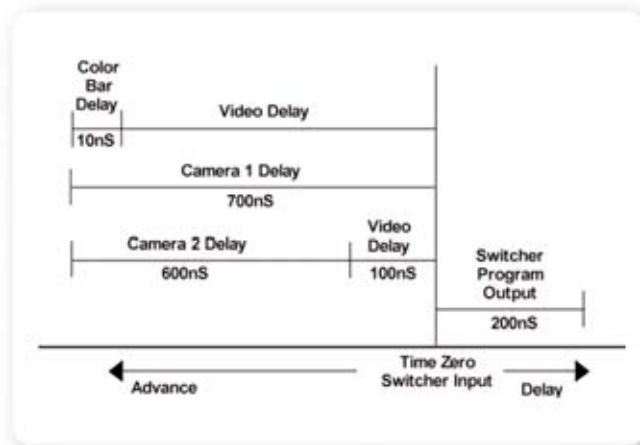 Color
Bar
Delay
Video Delay
10nS
Camera 1 Delay
700nS
Camera 2 Delay
Video
Delay
600nS
100nS
Switcher
Program
Output
200nS
Time Zero
Switcher Input
Advance
Delay